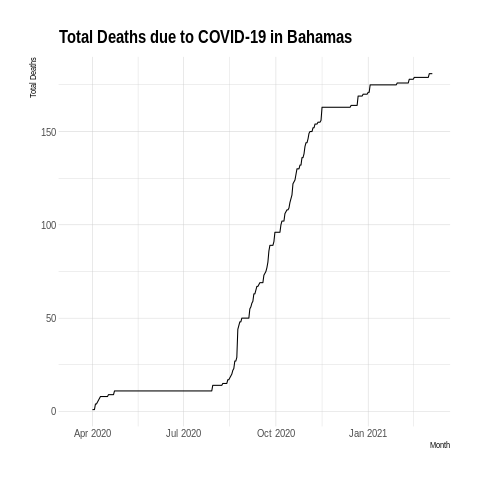 Total Deaths due to COVID-19 in Bahamas
Total Deaths
150
100
50
0
Apr 2020 Jul 2020 Oct 2020 Jan 2021
Month